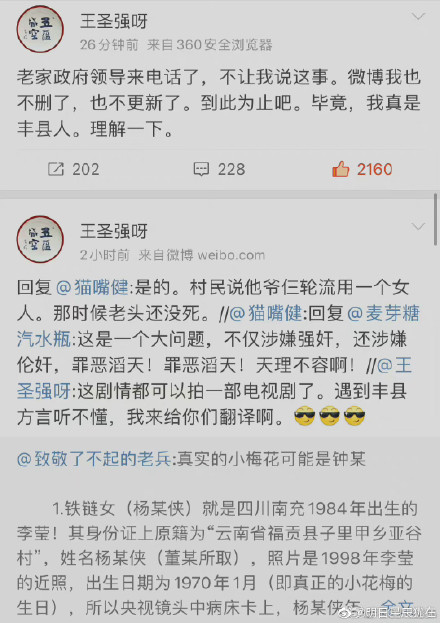 五蕴
皆空
王圣强呀
26分钟前 来自360安全浏览器
老家政府领导来电话了，不让我说这事。微博我也
不删了，也不更新了。到此为止吧。毕竟，我真是
丰县人。理解一下。
202
228
2160
王圣强呀
2小时前 来自微博 weibo.com
回复@猫嘴健:是的。村民说他爷仨轮流用一个女
人。那时候老头还没死。//@猫嘴健:回复@麦芽糖
汽水瓶:这是一个大问题，不仅涉嫌强奸，还涉嫌
伦奸，罪恶滔天！罪恶滔天！天理不容啊！//@王
圣强呀:这剧情都可以拍一部电视剧了。遇到丰县
方言听不懂，我来给你们翻译啊。😎😎😎
@致敬了不起的老兵:真实的小梅花可能是钟某
1.铁链女（杨某侠）就是四川南充1984年出生的
李莹！其身份证上原籍为“云南省福贡县子里甲乡亚谷
村”，姓名杨某侠（董某所取），照片是1998年李莹
的近照，出生日期为1970年1月（即真正的小花梅的
生日），所以央视镜头中病床卡上，杨某侠年
全文